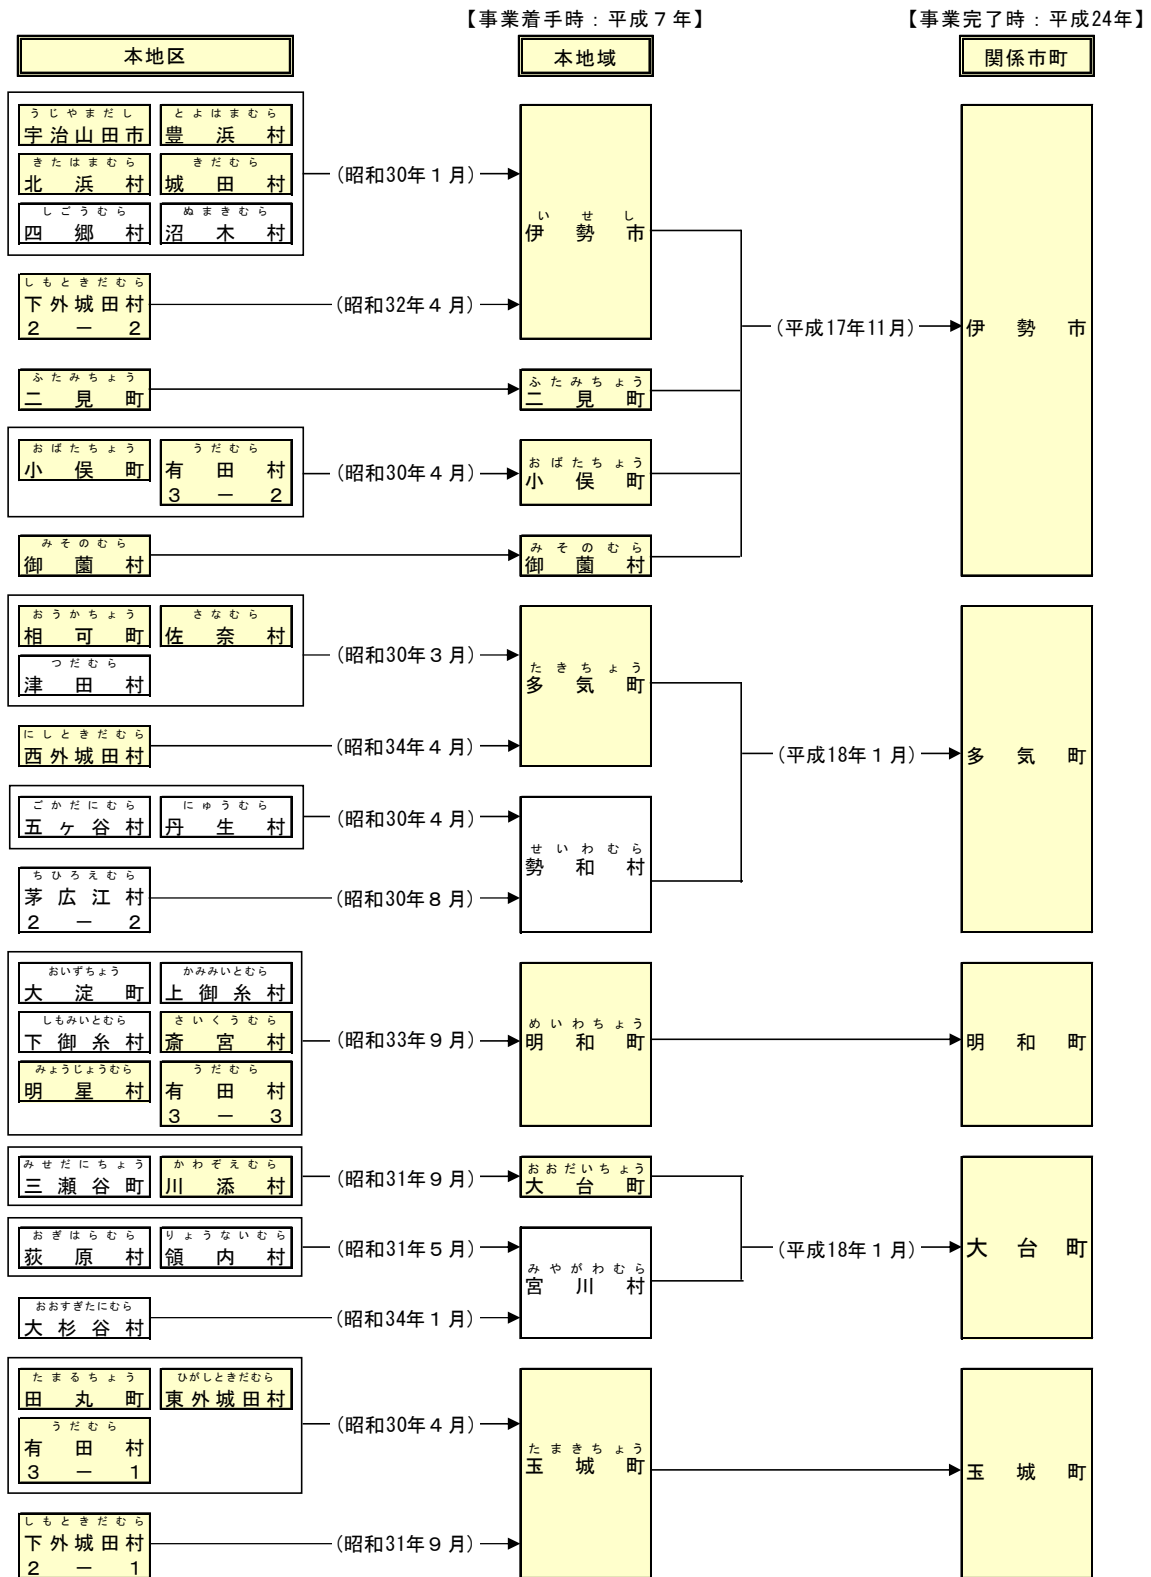 【事業着手時：平成７年】
【事業完了時：平成24年】
本地区
本地域
関係市町
うじやまだし
宇治山田市
とよはまむら
豊浜村
きたはまむら
北浜村
きだむら
城田村
しごうむら
四郷村
ぬまきむら
沼木村
(昭和30年１月)
いせし
伊勢市
しもときだむら
下外城田村
２－２
(昭和32年４月)
(平成17年11月)
伊勢市
ふたみちょう
二見町
ふたみちょう
二見町
おばたちょう
小俣町
うだむら
有田村
３－２
(昭和30年４月)
おばたちょう
小俣町
みそのむら
御薗村
みそのむら
御薗村
おうかちょう
相可町
さなむら
佐奈村
つだむら
津田村
(昭和30年３月)
たきちょう
多気町
にしときだむら
西外城田村
(昭和34年４月)
(平成18年１月)
多気町
ごかだにむら
五ヶ谷村
にゅうむら
丹生村
(昭和30年４月)
せいわむら
勢和村
ちひろえむら
茅広江村
２－２
(昭和30年８月)
おいずちょう
大淀町
かみみいとむら
上御糸村
しもみいとむら
下御糸村
さいくうむら
斎宮村
みょうじょうむら
明星村
うだむら
有田村
３－３
(昭和33年９月)
めいわちょう
明和町
明和町
みせだにちょう
三瀬谷町
かわぞえむら
川添村
(昭和31年９月)
おおだいちょう
大台町
おぎはらむら
荻原村
りょうないむら
領内村
(昭和31年５月)
みやがわむら
宮川村
(平成18年１月)
大台町
おおすぎたにむら
大杉谷村
(昭和34年１月)
たまるちょう
田丸町
ひがしときだむら
東外城田村
うだむら
有田村
３－１
(昭和30年４月)
たまきちょう
玉城町
玉城町
しもときだむら
下外城田村
２－１
(昭和31年９月)